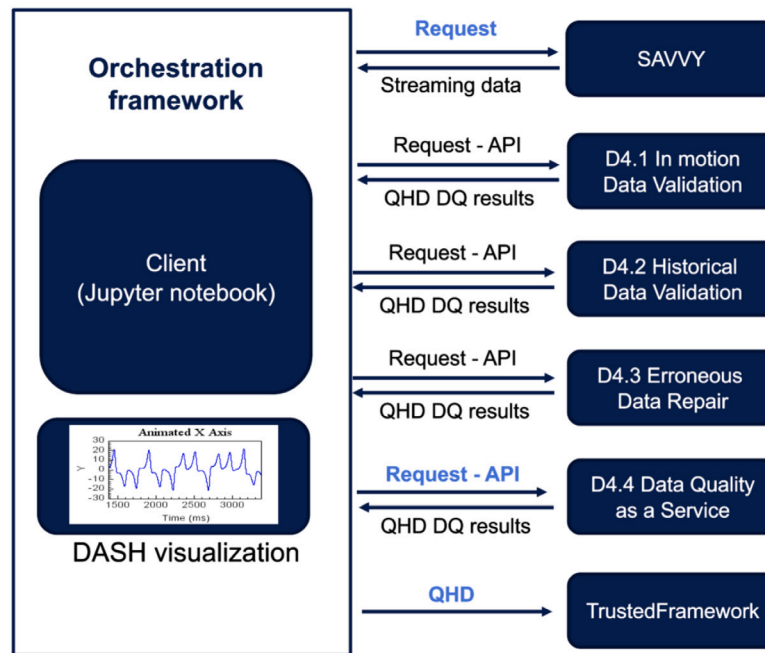 Orchestration
framework
Client
(Jupyter notebook)
Animated X Axis
30
20
10
0
-10
-20
-30
Y
1500
2000
2500
3000
Time (ms)
DASH visualization
Request
Streaming data
SAVVY
Request - API
QHD DQ results
D4.1 In motion
Data Validation
Request - API
QHD DQ results
D4.2 Historical
Data Validation
Request - API
QHD DQ results
D4.3 Erroneous
Data Repair
Request - API
QHD DQ results
D4.4 Data Quality
as a Service
QHD
TrustedFramework